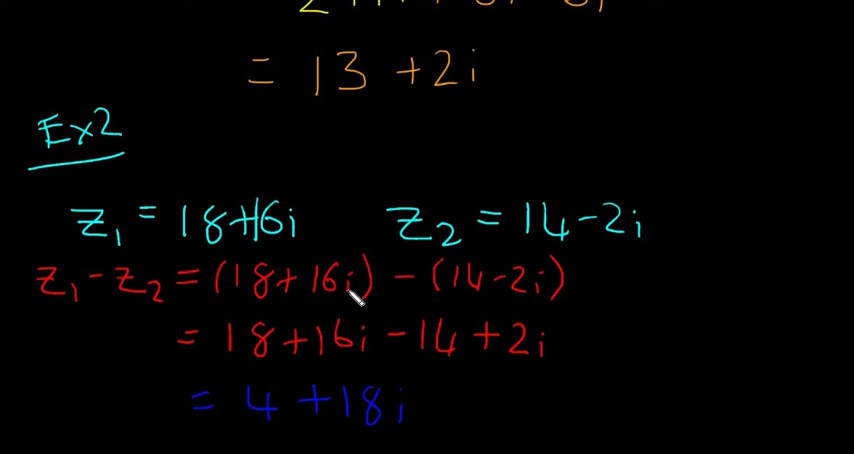 = 13 + 2i
Ex2
z₁ = 18+16i z₂ = 14-2i
z₁ - z₂ = (18+16i) - (14-2i)
= 18+16i - 14 + 2i
= 4 + 18i